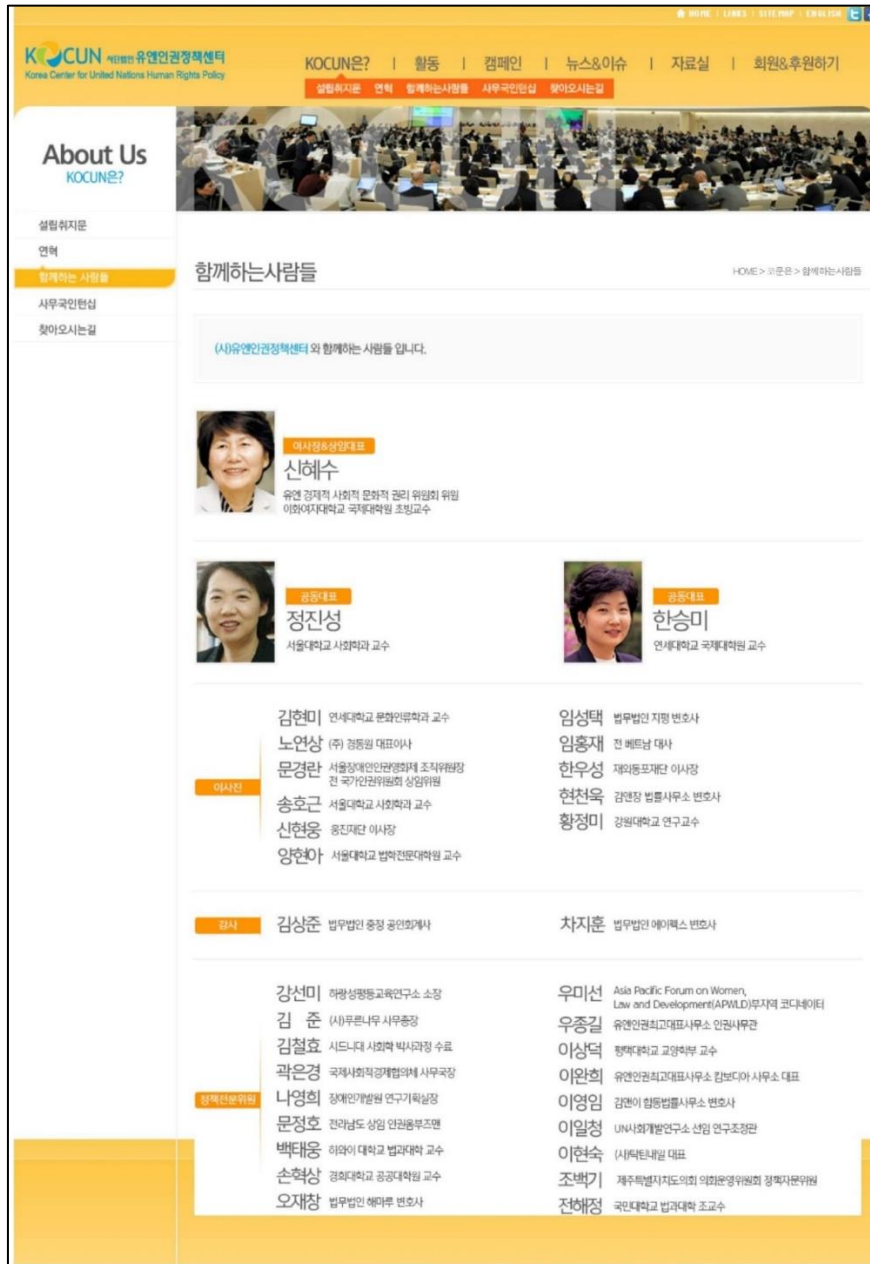 HOME | LINKS | SITEMAP | ENGLISH
KOCUN 사단법인 유엔인권정책센터
Korea Center for United Nations Human Rights Policy
KOCUN은? | 활동 | 캠페인 | 뉴스&이슈 | 자료실 | 회원&후원하기
설립취지문 연혁 함께하는사람들 사무국인턴십 찾아오시는길
KOCUN
About Us
KOCUN은?
설립취지문
연혁
함께하는 사람들
사무국인턴십
찾아오시는길
함께하는사람들
HOME > 코쿤은 > 함께하는사람들
(사)유엔인권정책센터 와 함께하는 사람들 입니다.
이사장&상임대표
신혜수
유엔 경제적 사회적 문화적 권리 위원회 위원
이화여자대학교 국제대학원 초빙교수
공동대표
정진성
서울대학교 사회학과 교수
공동대표
한승미
연세대학교 국제대학원 교수
이사진
김현미 연세대학교 문화인류학과 교수
노연상 (주) 경동원 대표이사
문경란 서울장애인인권영화제 조직위원장
전 국가인권위원회 상임위원
송호근 서울대학교 사회학과 교수
신현웅 웅진재단 이사장
양현아 서울대학교 법학전문대학원 교수
임성택 법무법인 지평 변호사
임홍재 전 베트남 대사
한우성 재외동포재단 이사장
현천욱 김앤장 법률사무소 변호사
황정미 강원대학교 연구교수
감사
김상준 법무법인 충정 공인회계사
차지훈 법무법인 에이펙스 변호사
정책전문위원
강선미 하랑성평등교육연구소 소장
김 준 (사)푸른나무 사무총장
김철효 시드니대 사회학 박사과정 수료
곽은경 국제사회적경제협의체 사무국장
나영희 장애인개발원 연구기획실장
문정호 전라남도 상임 인권옴부즈맨
백태웅 하와이 대학교 법과대학 교수
손혁상 경희대학교 공공대학원 교수
오재창 법무법인 해마루 변호사
우미선 Asia Pacific Forum on Women,
Law and Development(APWLD)부지역 코디네이터
우종길 유엔인권최고대표사무소 인권사무관
이상덕 평택대학교 교양학부 교수
이완희 유엔인권최고대표사무소 캄보디아 사무소 대표
이영임 김앤이 합동법률사무소 변호사
이일청 UN사회개발연구소 선임 연구조정관
이현숙 (사)탁틴내일 대표
조백기 제주특별자치도의회 의회운영위원회 정책자문위원
전해정 국민대학교 법과대학 조교수